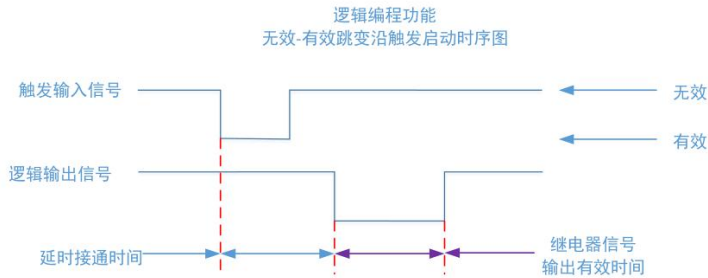 逻辑编程功能
无效-有效跳变沿触发启动时序图
触发输入信号
无效
有效
逻辑输出信号
延时接通时间
继电器信号
输出有效时间